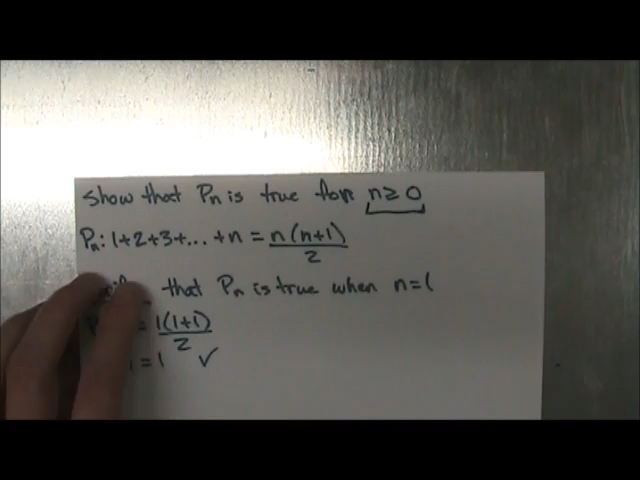 Show that Pn is true for: n ≥ 0
Pn: 1+2+3+...+n = n(n+1)/2
that Pn is true when n=1
= 1(1+1)/2
1 = 1 ✓